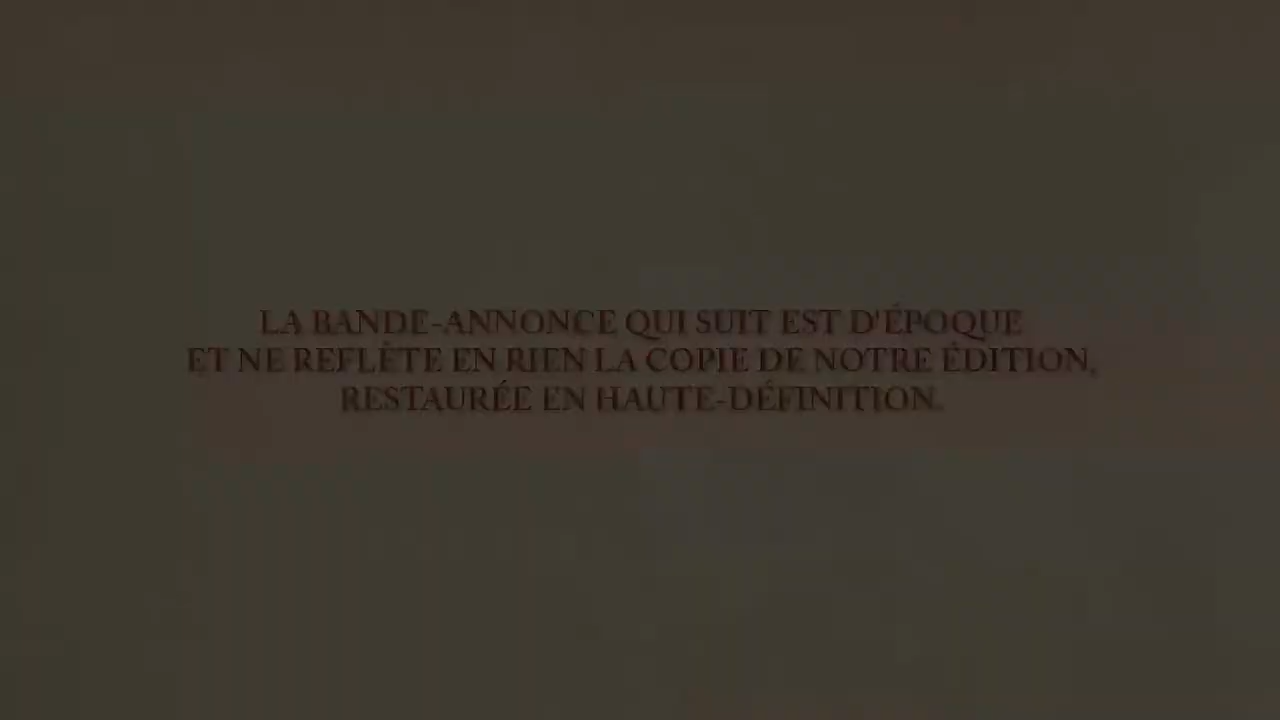 LA BANDE-ANNONCE QUI SUIT EST D'ÉPOQUE
ET NE REFLÈTE EN RIEN LA COPIE DE NOTRE ÉDITION,
RESTAURÉE EN HAUTE-DÉFINITION.